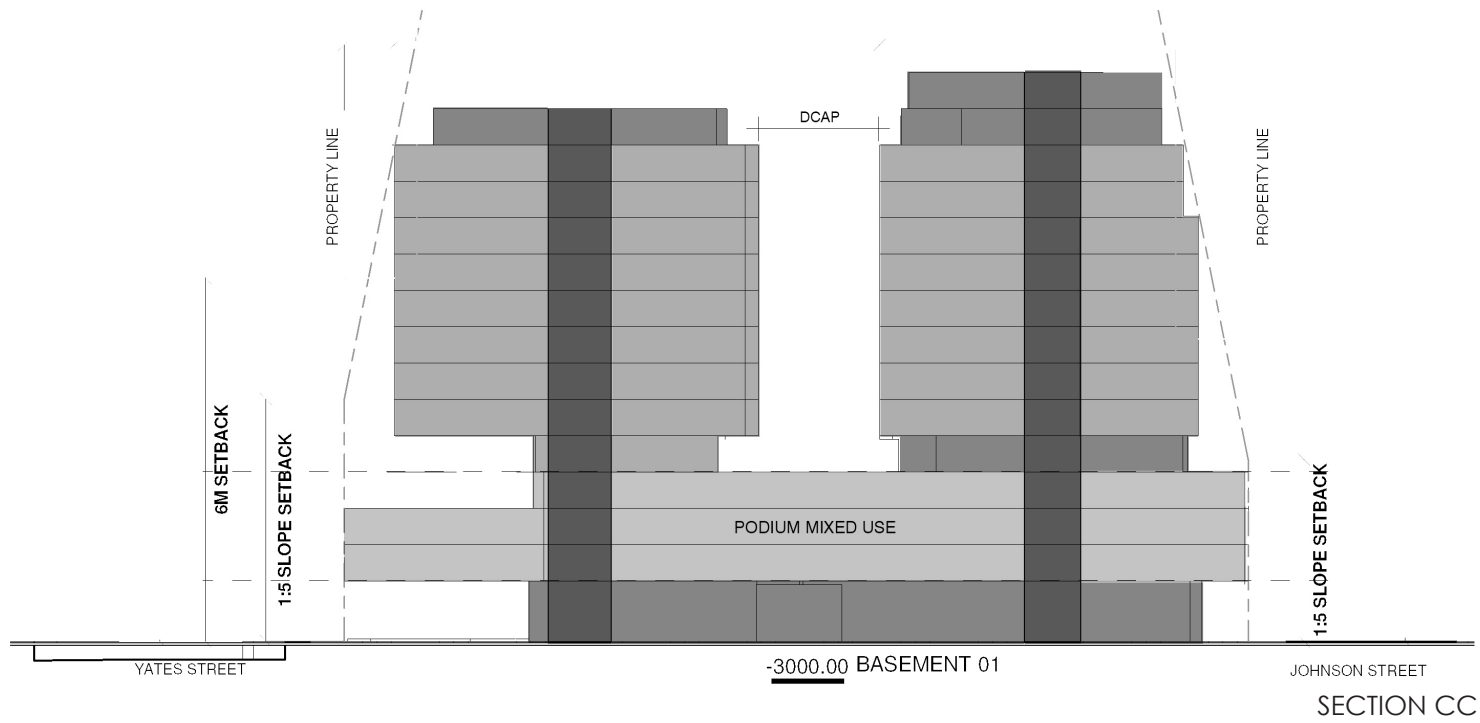 DCAP
PROPERTY LINE
PROPERTY LINE
6M SETBACK
1:5 SLOPE SETBACK
PODIUM MIXED USE
1:5 SLOPE SETBACK
YATES STREET
-3000.00 BASEMENT 01
JOHNSON STREET
SECTION CC